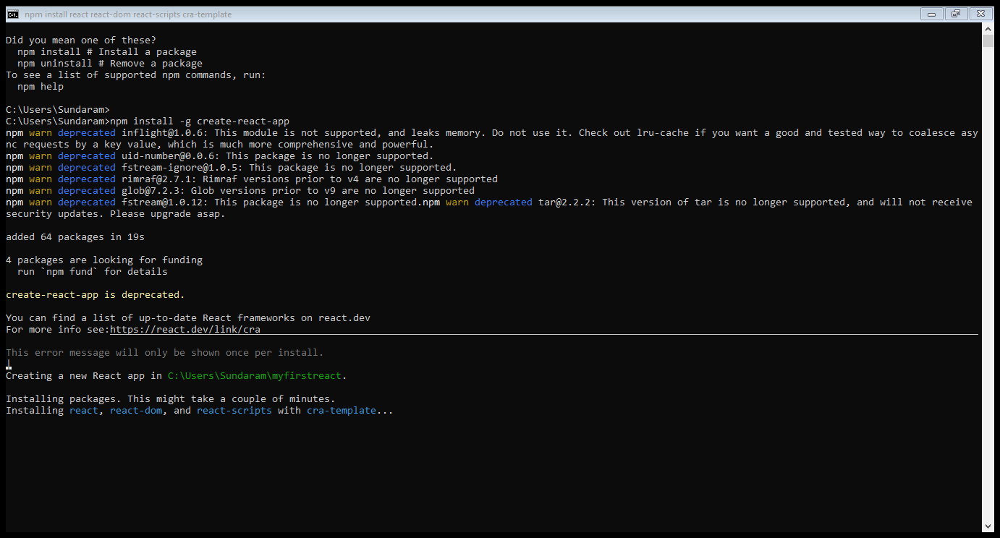 npm install react react-dom react-scripts cra-template
Did you mean one of these?
npm install # Install a package
npm uninstall # Remove a package
To see a list of supported npm commands, run:
npm help
C:\Users\Sundaram>
C:\Users\Sundaram>npm install -g create-react-app
npm warn deprecated inflight@1.0.6: This module is not supported, and leaks memory. Do not use it. Check out lru-cache if you want a good and tested way to coalesce asy
nc requests by a key value, which is much more comprehensive and powerful.
npm warn deprecated uid-number@0.0.6: This package is no longer supported.
npm warn deprecated fstream-ignore@1.0.5: This package is no longer supported.
npm warn deprecated rimraf@2.7.1: Rimraf versions prior to v4 are no longer supported
npm warn deprecated glob@7.2.3: Glob versions prior to v9 are no longer supported
npm warn deprecated fstream@1.0.12: This package is no longer supported.npm warn deprecated tar@2.2.2: This version of tar is no longer supported, and will not receive
security updates. Please upgrade asap.
added 64 packages in 19s
4 packages are looking for funding
run `npm fund` for details
create-react-app is deprecated.
You can find a list of up-to-date React frameworks on react.dev
For more info see:https://react.dev/link/cra
This error message will only be shown once per install.
Creating a new React app in C:\Users\Sundaram\myfirstreact.
Installing packages. This might take a couple of minutes.
Installing react, react-dom, and react-scripts with cra-template...